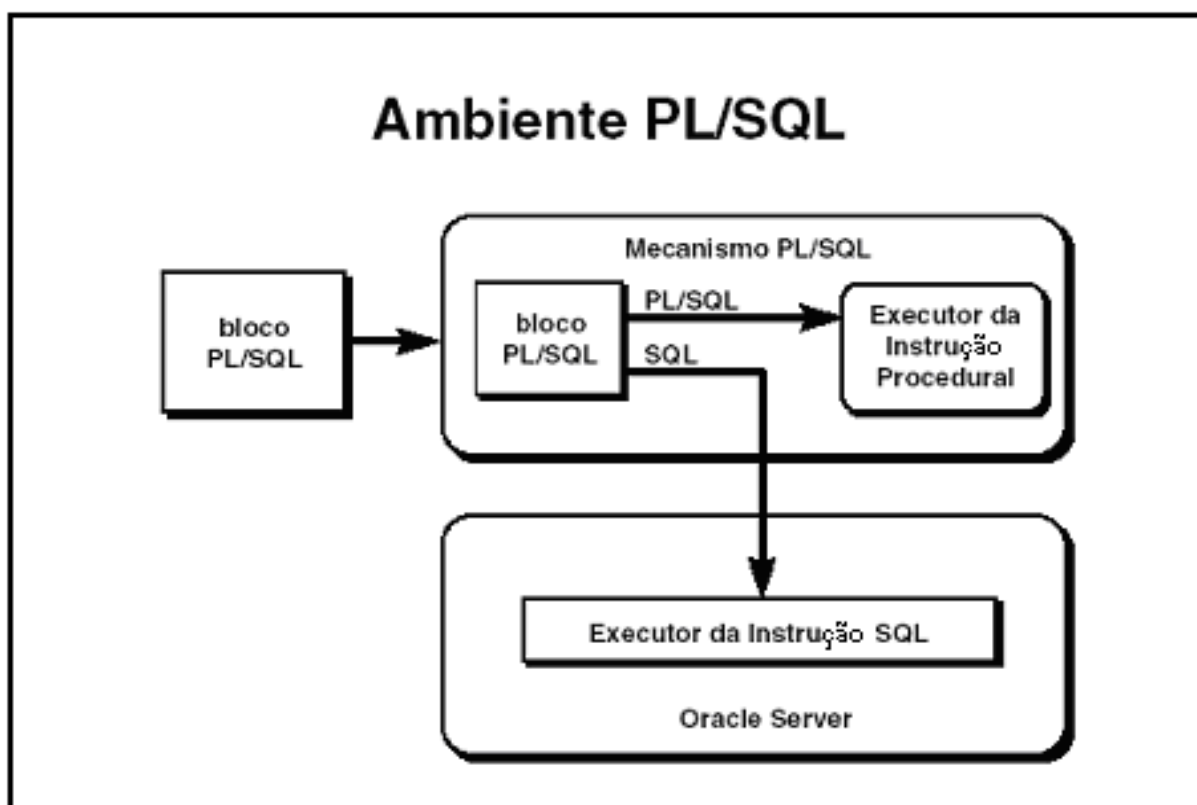 Ambiente PL/SQL
Mecanismo PL/SQL
bloco
PL/SQL
bloco
PL/SQL
PL/SQL
SQL
Executor da
Instrução
Procedural
Executor da Instrução SQL
Oracle Server